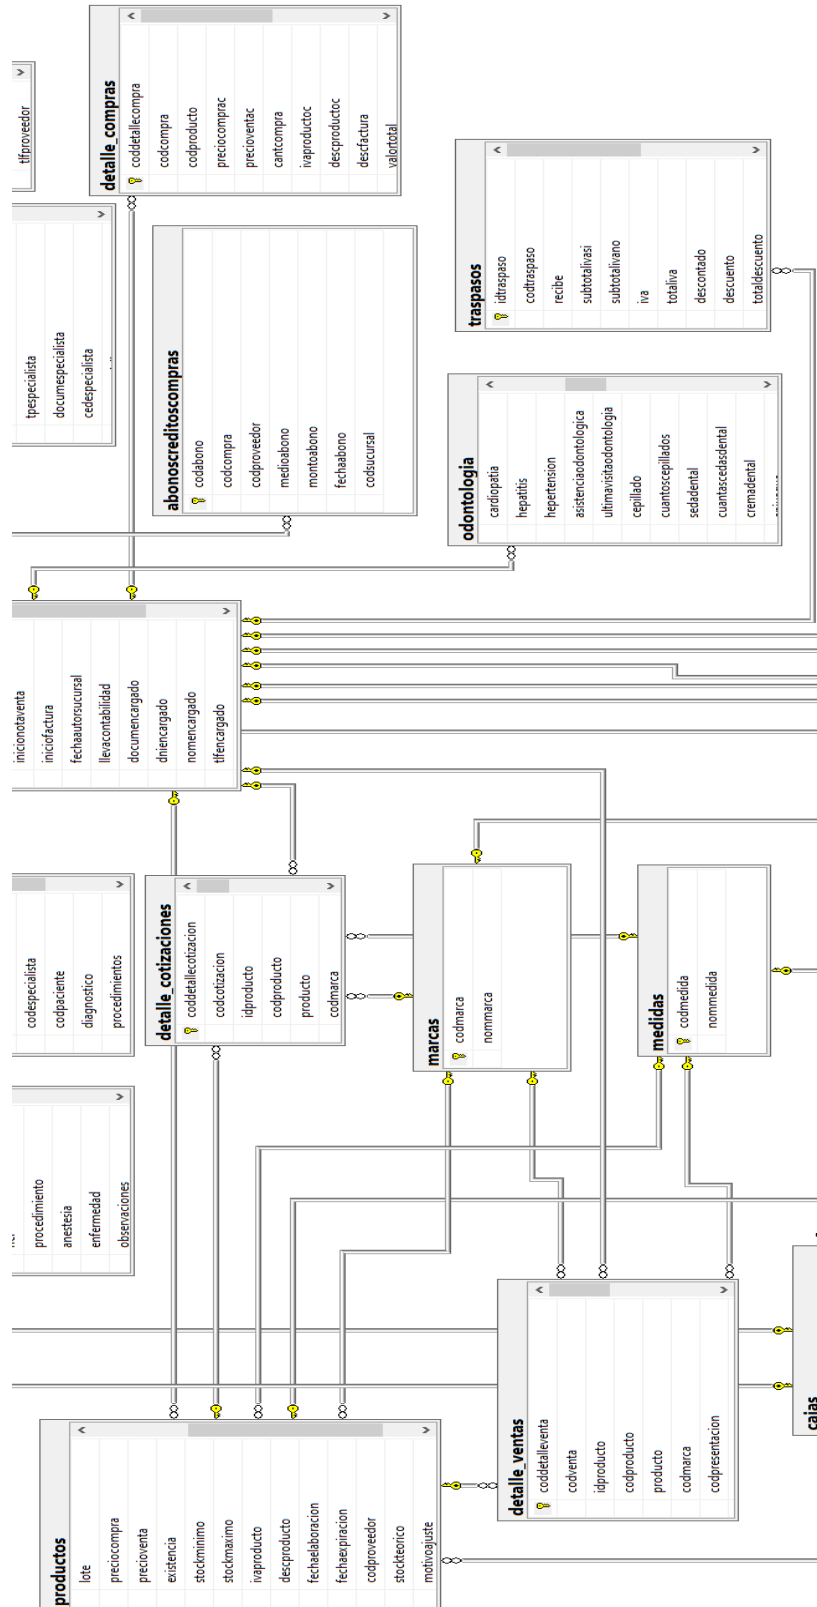 tlfproveedor
detalle_compras
coddetallecompra
codcompra
codproducto
preciocomprac
precioventac
cantcompra
ivaproductoc
descproductoc
descfactura
valortotal
tpespecialista
documespecialista
cedespecialista
abonoscreditoscompras
codabono
codcompra
codproveedor
medioabono
montoabono
fechaabono
codsucursal
traspasos
idtraspaso
codtraspaso
recibe
subtotalivasi
subtotalivano
iva
totaliva
descontado
descuento
totaldescuento
odontologia
cardiopatia
hepatitis
hepertension
asistenciaodontologica
ultimavisitaodontologia
cepillado
cuantoscepillados
sedadental
cuantascedasdental
cremadental
inicionotaventa
iniciofactura
fechaautorsucursal
llevacontabilidad
documencargado
dniencargado
nomencargado
tlfencargado
codespecialista
codpaciente
diagnostico
procedimientos
detalle_cotizaciones
coddetallecotizacion
codcotizacion
idproducto
codproducto
producto
codmarca
marcas
codmarca
nommarca
medidas
codmedida
nommedida
procedimiento
anestesia
enfermedad
observaciones
productos
lote
preciocompra
precioventa
existencia
stockminimo
stockmaximo
ivaproducto
descproducto
fechaelaboracion
fechaexpiracion
codproveedor
stockteorico
motivoajuste
detalle_ventas
coddetalleventa
codventa
idproducto
codproducto
producto
codmarca
codpresentacion
cajas